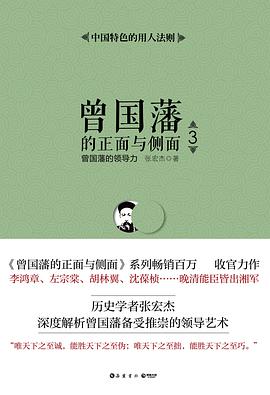 中国特色的用人法则
曾国藩
的正面与侧面 3
曾国藩的领导力 张宏杰◎著
《曾国藩的正面与侧面》系列畅销百万 收官力作
李鸿章、左宗棠、胡林翼、沈葆桢……晚清能臣皆出湘军
历史学者张宏杰
深度解析曾国藩备受推崇的领导艺术
“唯天下之至诚，能胜天下之至伪；唯天下之至拙，能胜天下之至巧。”
岳麓书社